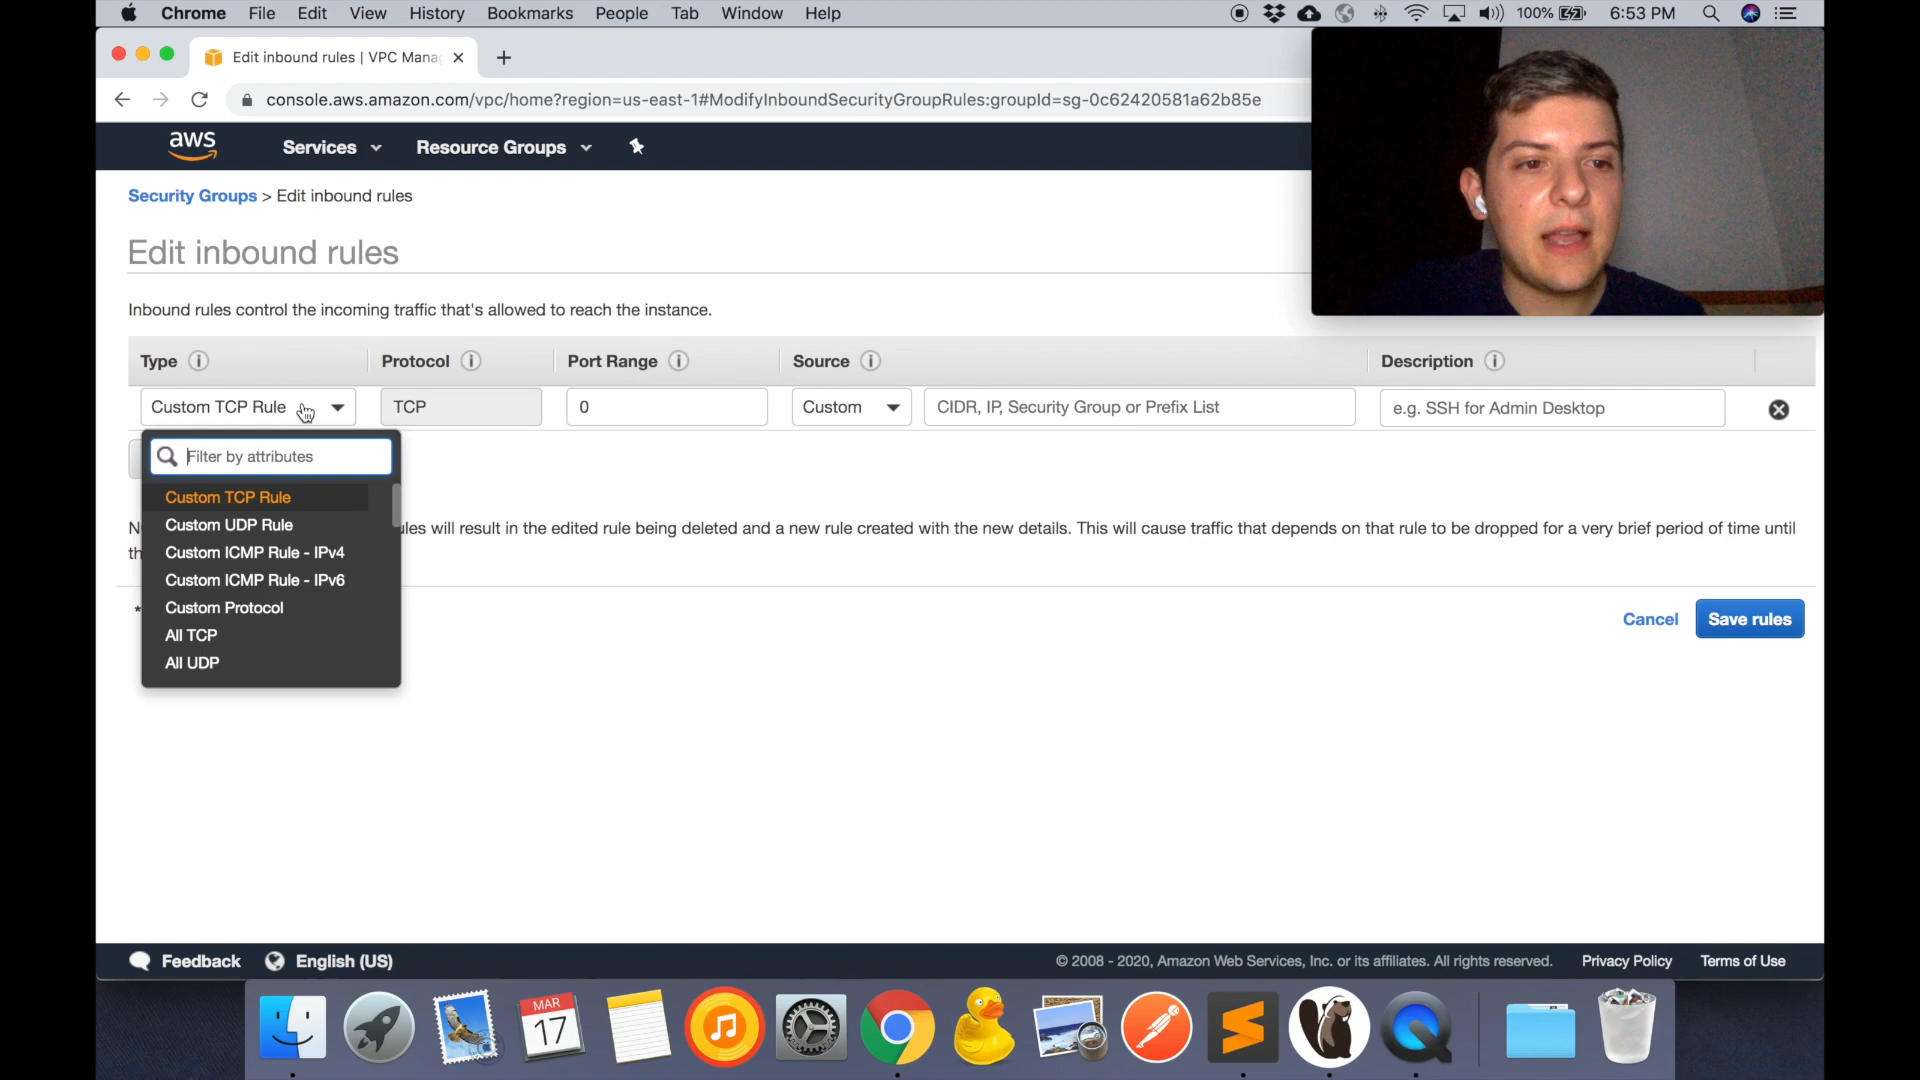 Chrome File Edit View History Bookmarks People Tab Window Help 100% 6:53 PM
Edit inbound rules | VPC Mana
console.aws.amazon.com/vpc/home?region=us-east-1#ModifyInboundSecurityGroupRules:groupId=sg-0c62420581a62b85e
aws Services Resource Groups
Security Groups > Edit inbound rules
Edit inbound rules
Inbound rules control the incoming traffic that's allowed to reach the instance.
Type Protocol Port Range Source Description
Custom TCP Rule TCP 0 Custom CIDR, IP, Security Group or Prefix List e.g. SSH for Admin Desktop
Filter by attributes
Custom TCP Rule
Custom UDP Rule
Custom ICMP Rule - IPv4
Custom ICMP Rule - IPv6
Custom Protocol
All TCP
All UDP
will result in the edited rule being deleted and a new rule created with the new details. This will cause traffic that depends on that rule to be dropped for a very brief period of time until
*
Cancel Save rules
Feedback English (US) © 2008 - 2020, Amazon Web Services, Inc. or its affiliates. All rights reserved. Privacy Policy Terms of Use
MAR
17